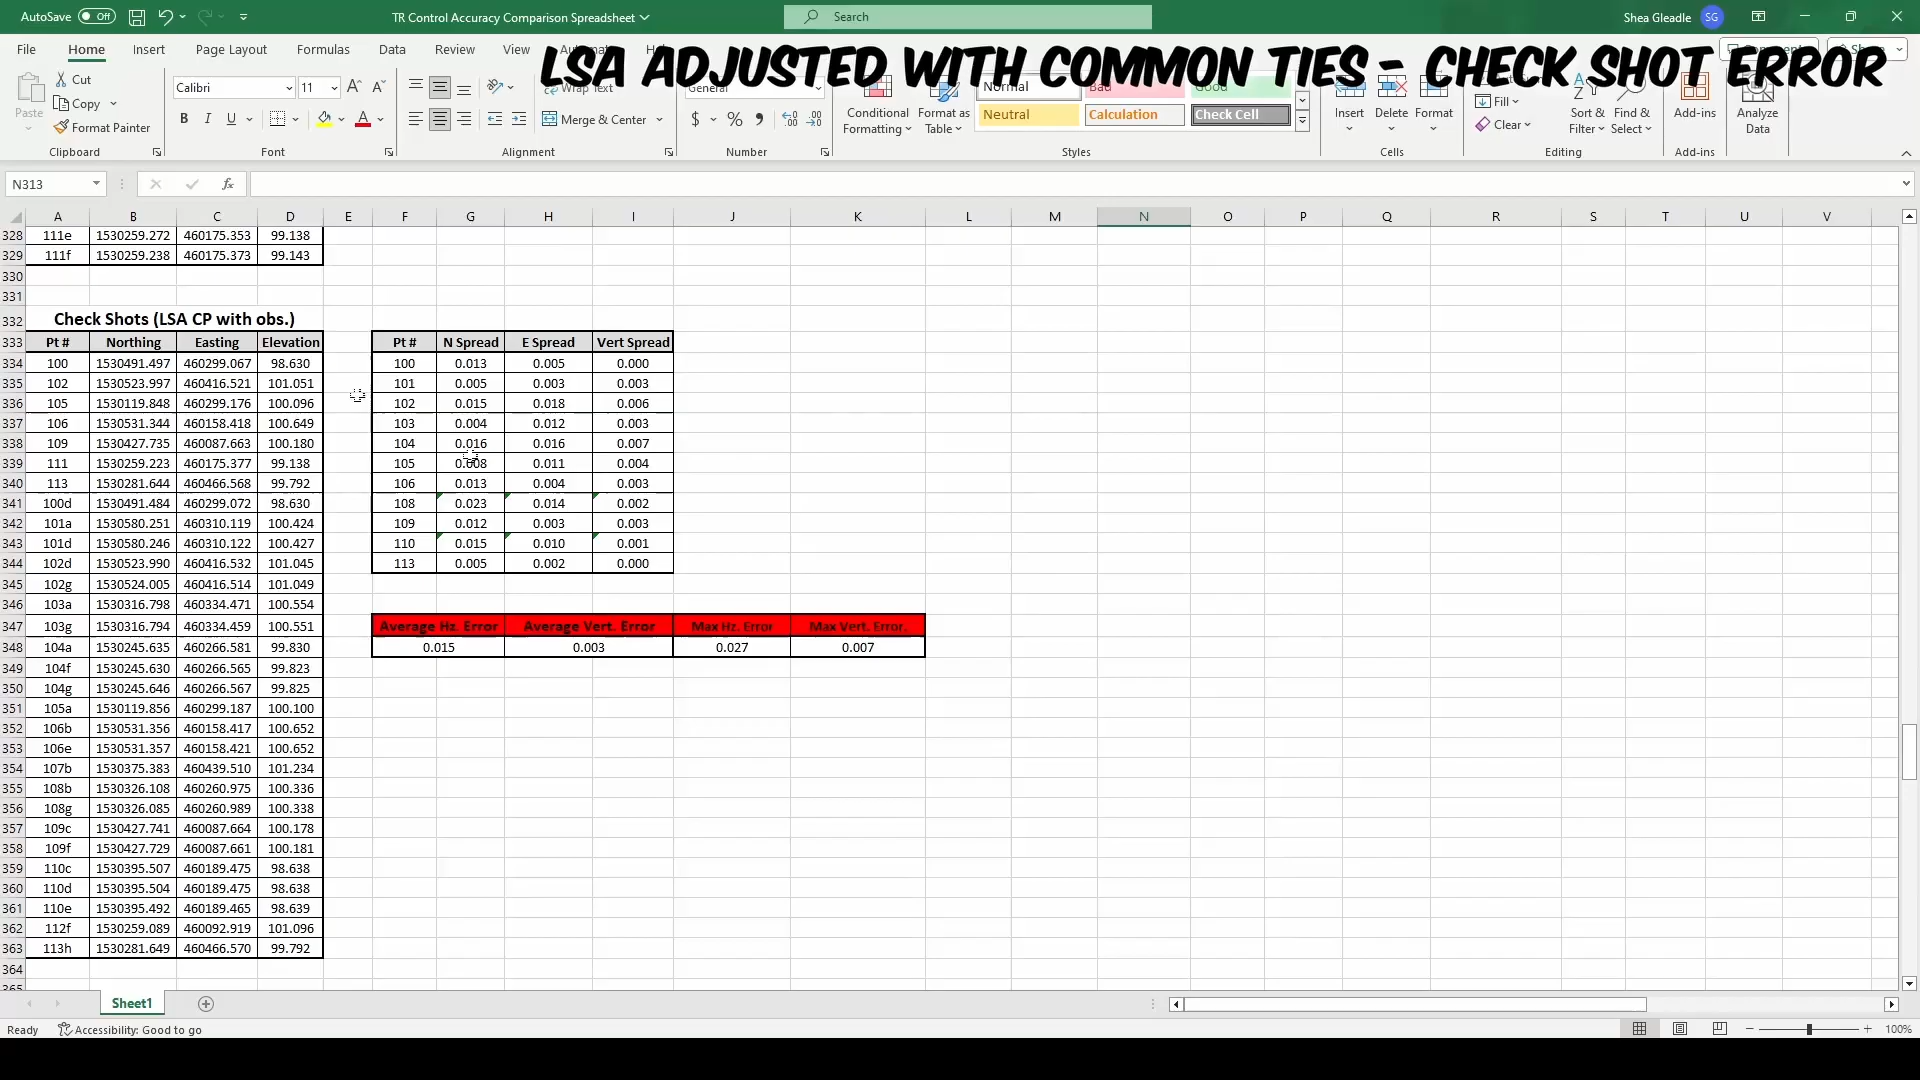 AutoSave Off TR Control Accuracy Comparison Spreadsheet Search Shea Gleadle SG
File Home Insert Page Layout Formulas Data Review View
LSA ADJUSTED WITH COMMON TIES - CHECK SHOT ERROR
Paste Cut Copy Format Painter Clipboard
Calibri 11 B I U Font
Wrap Text Merge & Center Alignment
General $ % Number
Conditional Formatting Format as Table Normal Bad Good Neutral Calculation Check Cell Styles
Insert Delete Format Cells
Fill Clear Sort & Filter Find & Select Editing
Add-ins Add-ins
Analyze Data
N313 fx
A B C D E F G H I J K L M N O P Q R S T U V
328 111e 1530259.272 460175.353 99.138
329 111f 1530259.238 460175.373 99.143
330
331
332 Check Shots (LSA CP with obs.)
333 Pt # Northing Easting Elevation Pt # N Spread E Spread Vert Spread
334 100 1530491.497 460299.067 98.630 100 0.013 0.005 0.000
335 102 1530523.997 460416.521 101.051 101 0.005 0.003 0.003
336 105 1530119.848 460299.176 100.096 102 0.015 0.018 0.006
337 106 1530531.344 460158.418 100.649 103 0.004 0.012 0.003
338 109 1530427.735 460087.663 100.180 104 0.016 0.016 0.007
339 111 1530259.223 460175.377 99.138 105 0.008 0.011 0.004
340 113 1530281.644 460466.568 99.792 106 0.013 0.004 0.003
341 100d 1530491.484 460299.072 98.630 108 0.023 0.014 0.002
342 101a 1530580.251 460310.119 100.424 109 0.012 0.003 0.003
343 101d 1530580.246 460310.122 100.427 110 0.015 0.010 0.001
344 102d 1530523.990 460416.532 101.045 113 0.005 0.002 0.000
345 102g 1530524.005 460416.514 101.049
346 103a 1530316.798 460334.471 100.554
347 103g 1530316.794 460334.459 100.551 Average Hz. Error Average Vert. Error Max Hz. Error Max Vert. Error.
348 104a 1530245.635 460266.581 99.830 0.015 0.003 0.027 0.007
349 104f 1530245.630 460266.565 99.823
350 104g 1530245.646 460266.567 99.825
351 105a 1530119.856 460299.187 100.100
352 106b 1530531.356 460158.417 100.652
353 106e 1530531.357 460158.421 100.652
354 107b 1530375.383 460439.510 101.234
355 108b 1530326.108 460260.975 100.336
356 108g 1530326.085 460260.989 100.338
357 109c 1530427.741 460087.664 100.178
358 109f 1530427.729 460087.661 100.181
359 110c 1530395.507 460189.475 98.638
360 110d 1530395.504 460189.475 98.638
361 110e 1530395.492 460189.465 98.639
362 112f 1530259.089 460092.919 101.096
363 113h 1530281.649 460466.570 99.792
364
365
Sheet1
Ready Accessibility: Good to go 100%